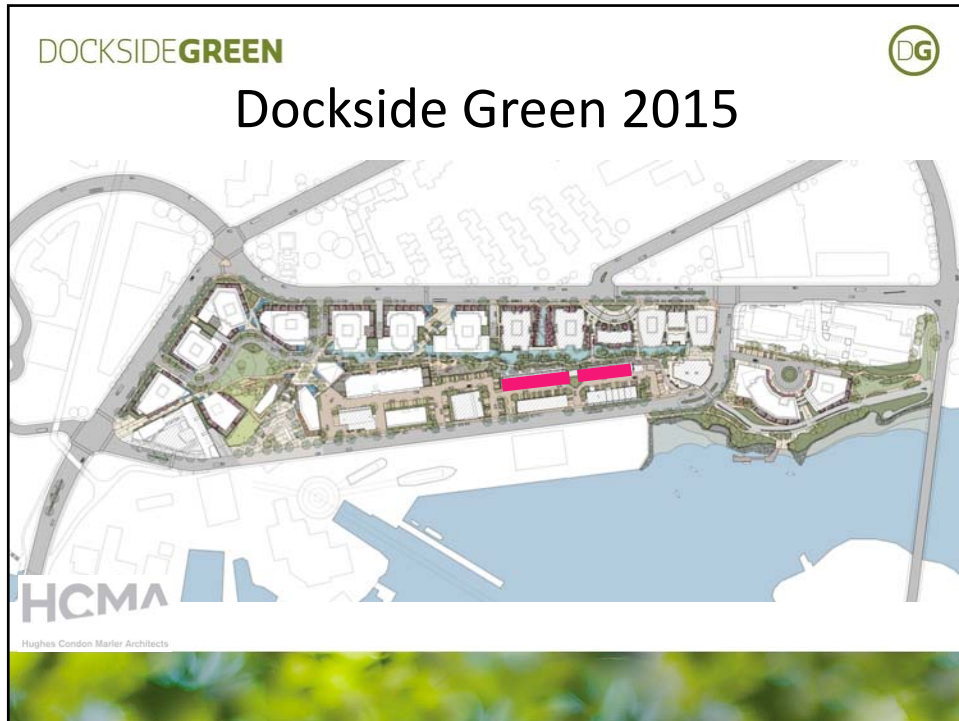 DOCKSIDEGREEN
DG
Dockside Green 2015
HCMA
Hughes Condon Marler Architects